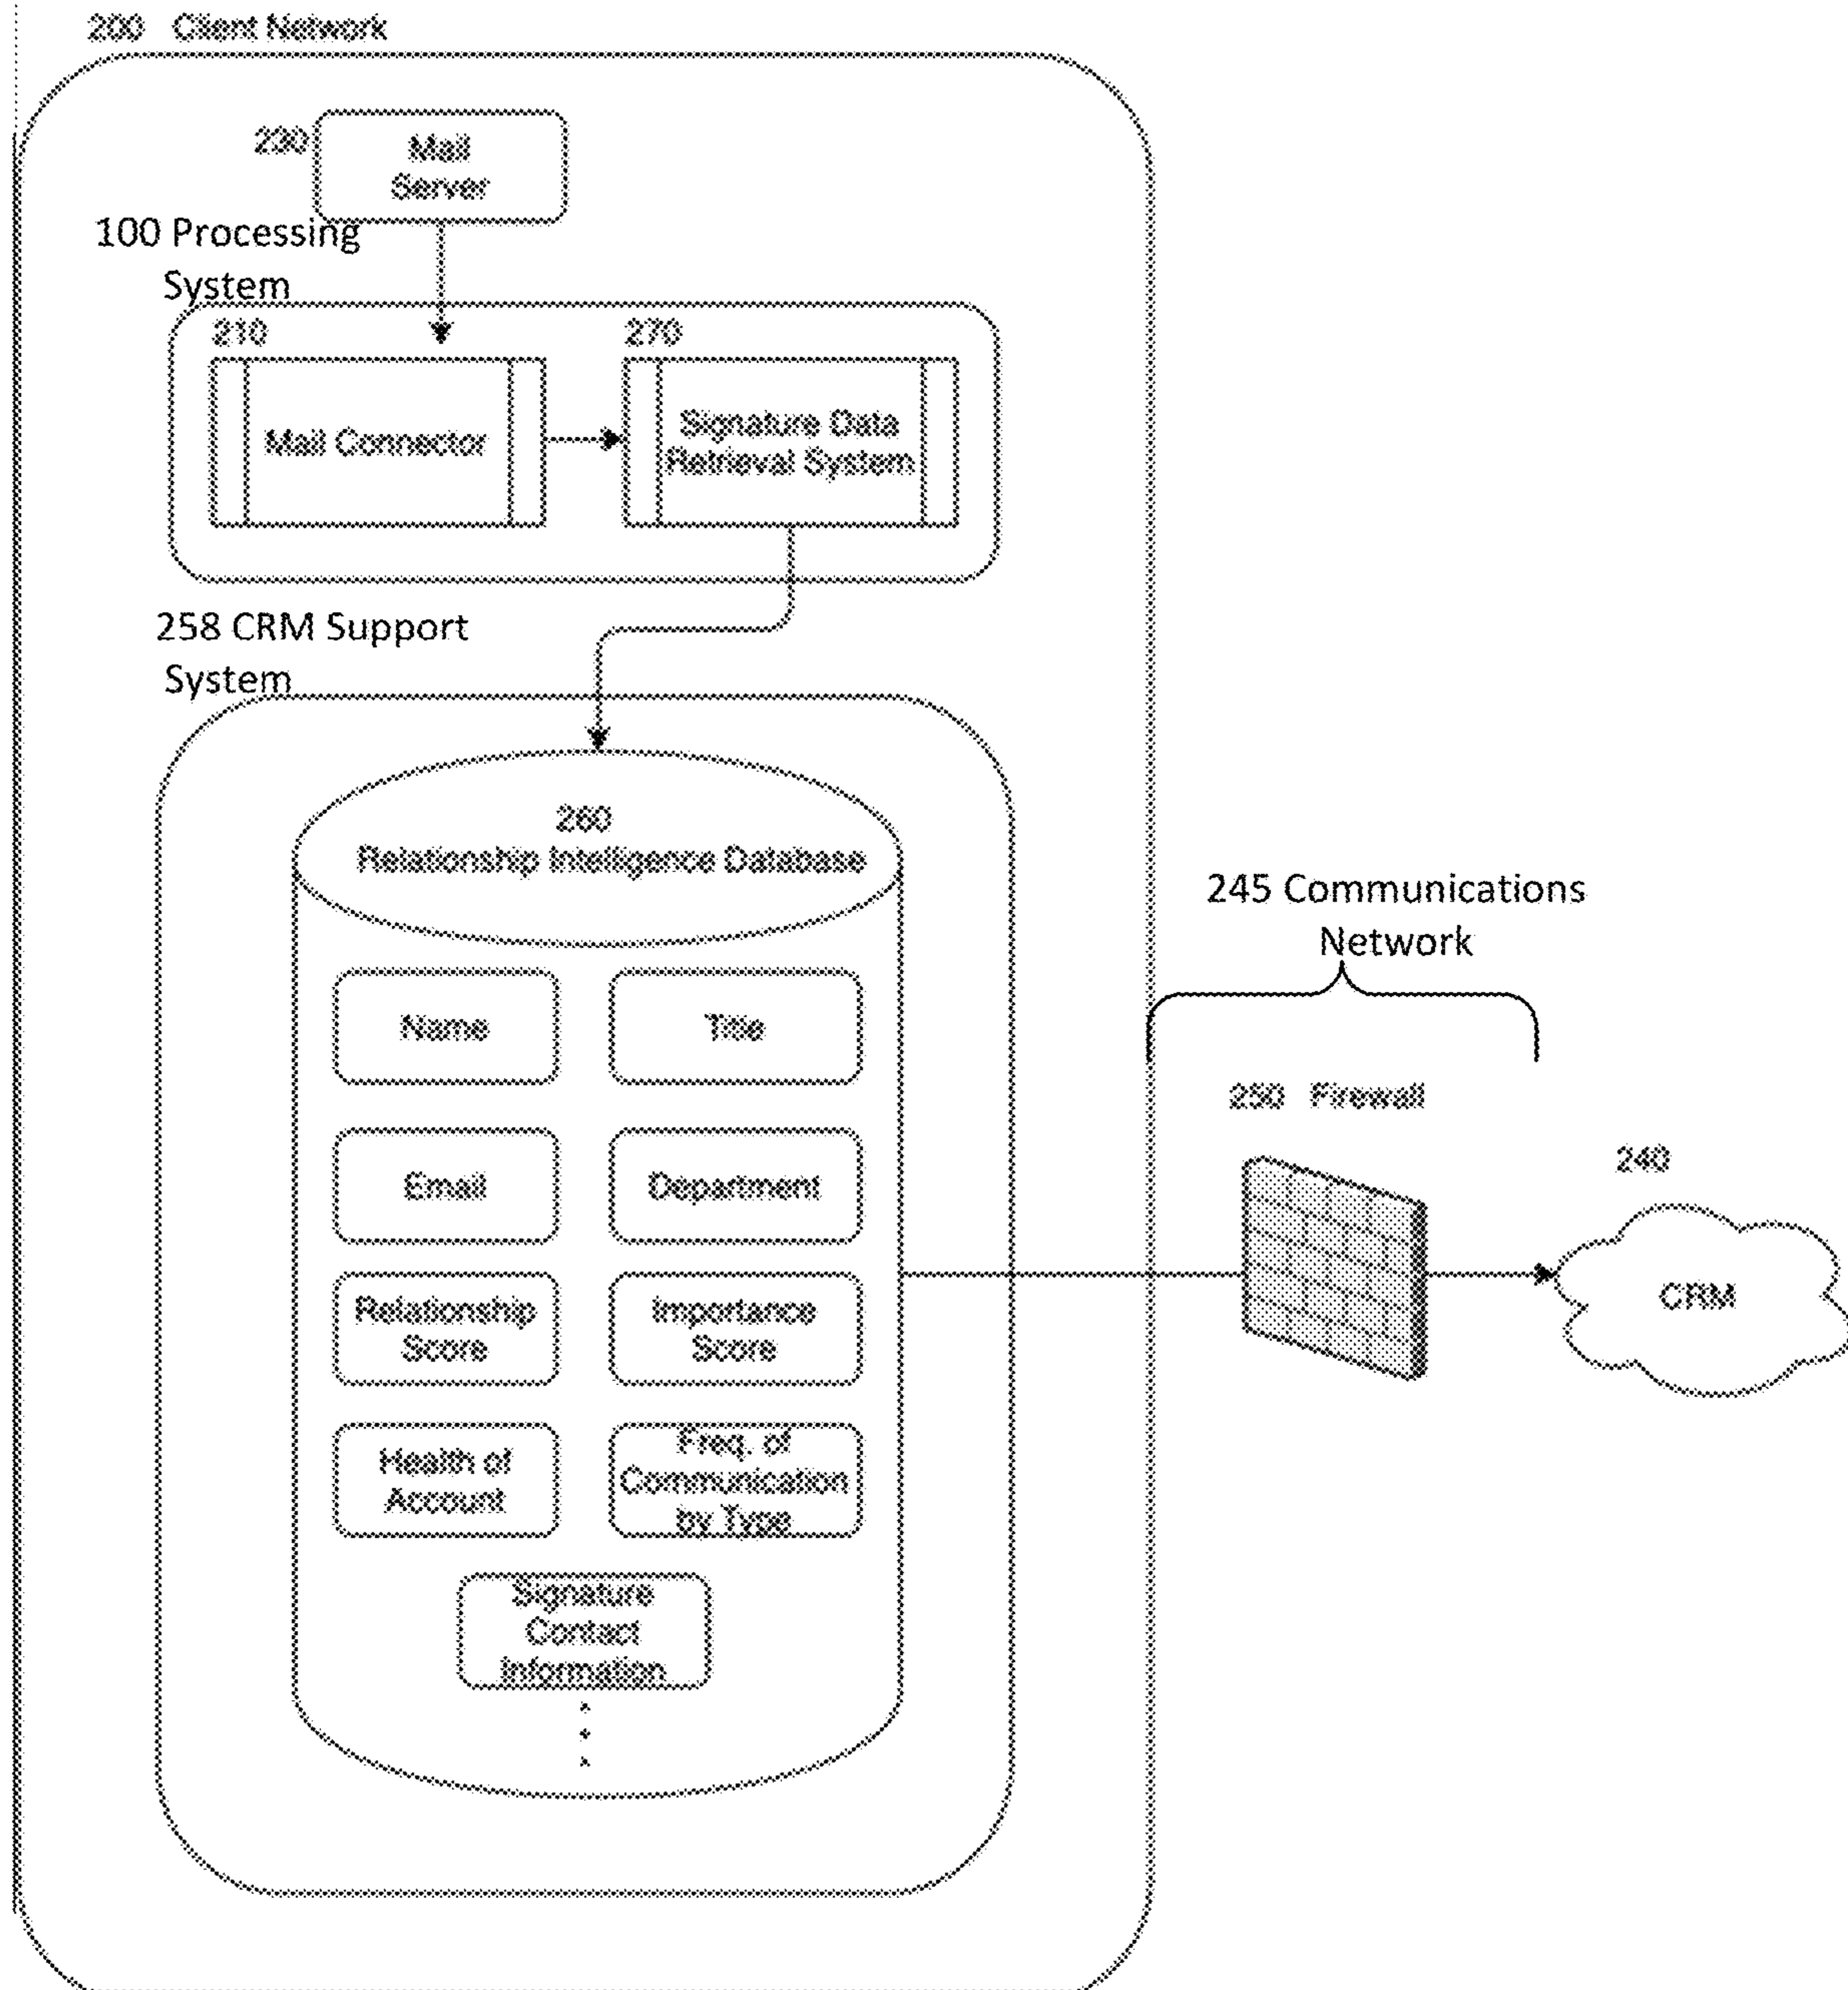 200 Client Network
230
Mail
Server
100 Processing
System
210
270
Mail Connector
Signature Data
Retrieval System
258 CRM Support
System
260
Relationship Intelligence Database
245 Communications
Network
Name
Title
250 Firewall
Email
Department
240
CRM
Relationship
Score
Importance
Score
Health of
Account
Freq. of
Communication
by Type
Signature
Contact
Information